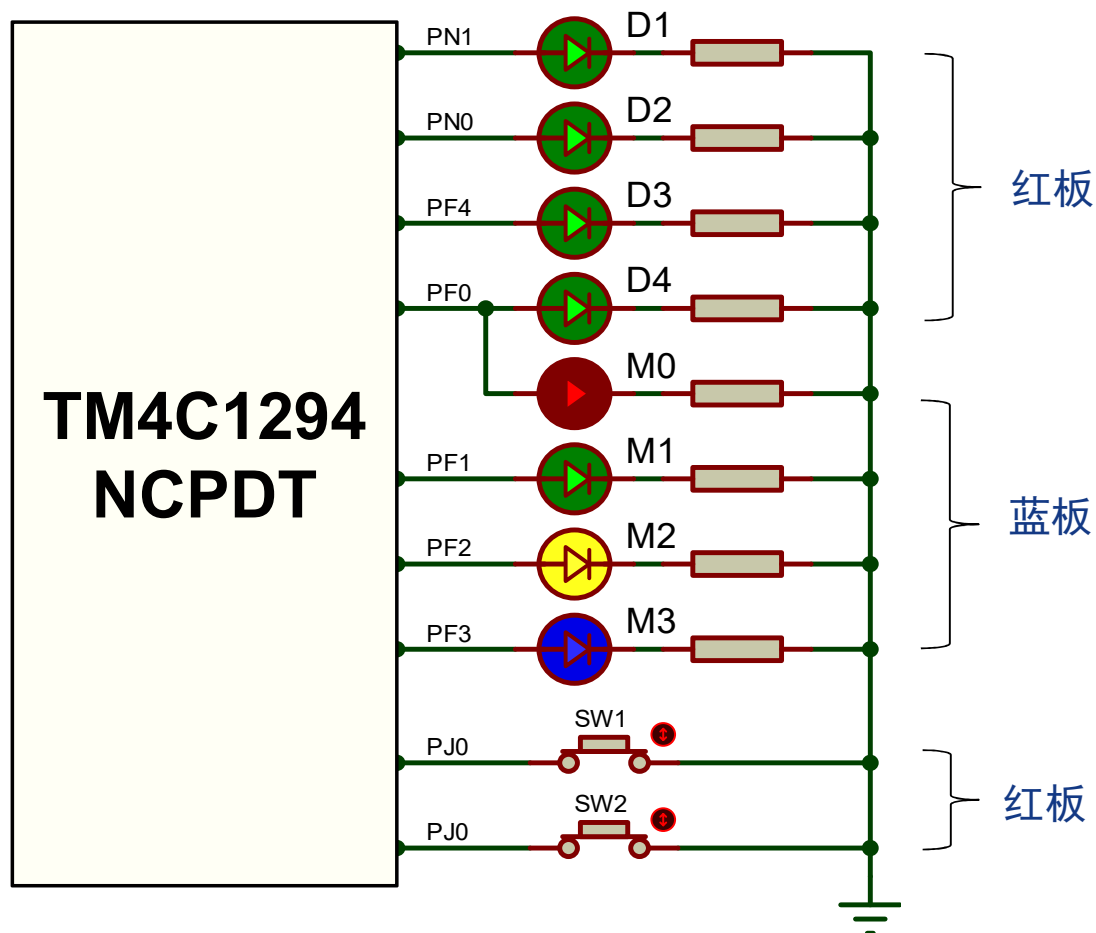 PN1
D1
PN0
D2
PF4
D3
PF0
D4
红板
M0
TM4C1294
NCPDT
PF1
M1
PF2
M2
PF3
M3
蓝板
SW1
PJ0
SW2
PJ0
红板